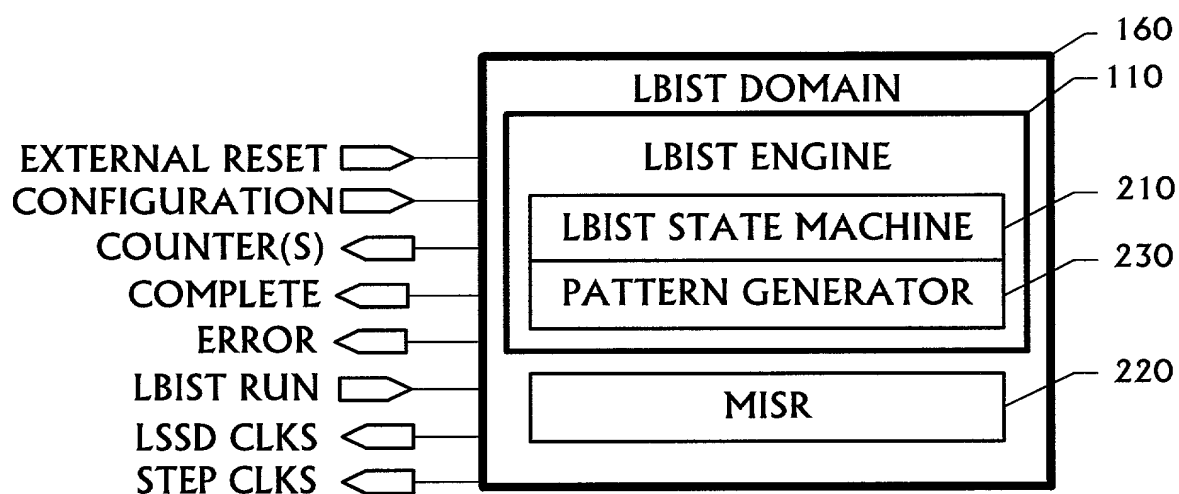 160
LBIST DOMAIN
110
EXTERNAL RESET
LBIST ENGINE
CONFIGURATION
210
LBIST STATE MACHINE
COUNTER(S)
230
COMPLETE
PATTERN GENERATOR
ERROR
LBIST RUN
220
MISR
LSSD CLKS
STEP CLKS